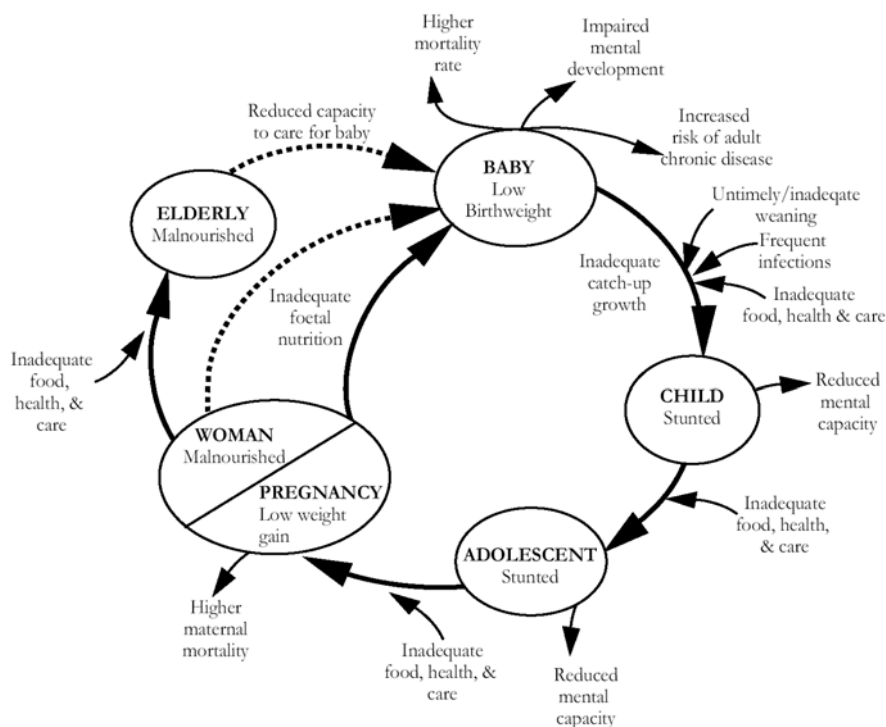 Higher
mortality
rate
Impaired
mental
development
Increased
risk of adult
chronic disease
Reduced capacity
to care for baby
BABY
Low
Birthweight
ELDERLY
Malnourished
Untimely/inadeqate
weaning
Frequent
infections
Inadequate
food, health & care
Inadequate
catch-up
growth
Inadequate
foetal
nutrition
Inadequate
food,
health, &
care
CHILD
Stunted
Reduced
mental
capacity
WOMAN
Malnourished
PREGNANCY
Low weight
gain
Inadequate
food, health,
& care
ADOLESCENT
Stunted
Higher
maternal
mortality
Inadequate
food, health, &
care
Reduced
mental
capacity